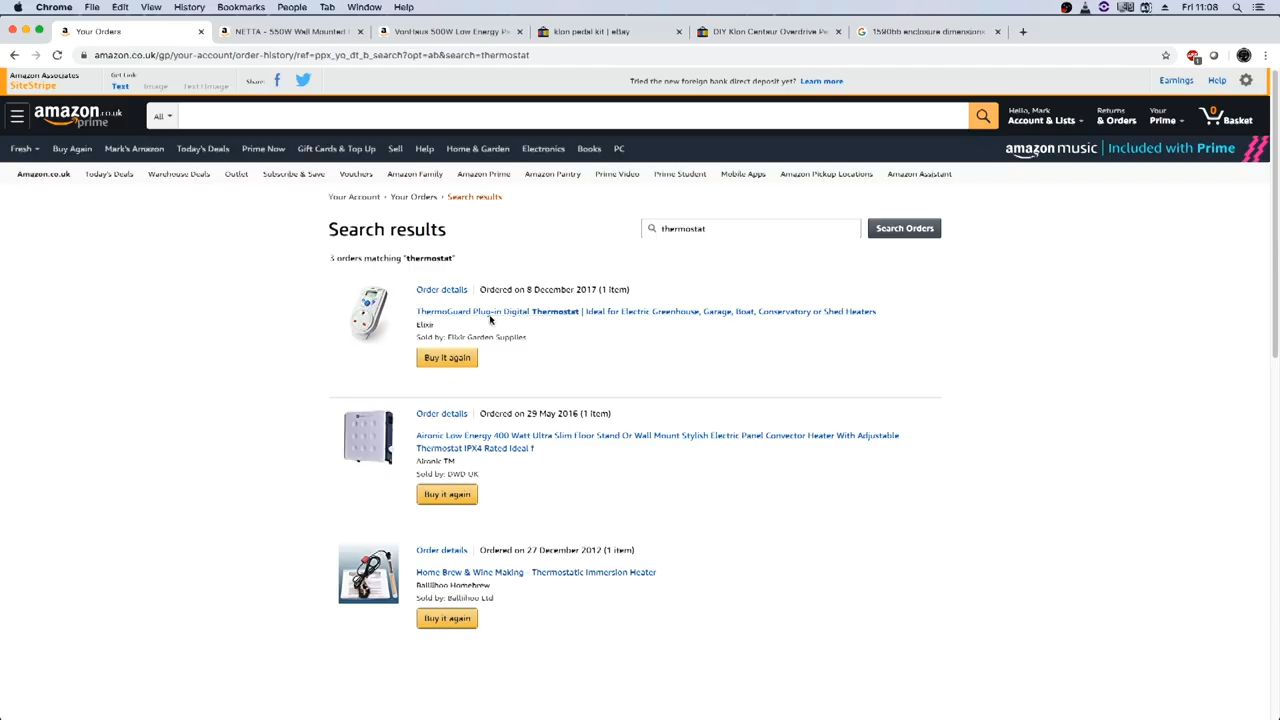 Chrome File Edit View History Bookmarks People Tab Window Help
Fri 11:08
Your Orders
NETTA - 550W Wall Mounted
VonHaus 500W Low Energy P
klon pedal kit | eBay
DIY Klon Centaur Overdrive Pe
1590bb enclosure dimensions
amazon.co.uk/gp/your-account/order-history/ref=ppx_yo_dt_b_search?opt=ab&search=thermostat
Amazon Associates
SiteStripe
Get Link:
Text Image Text+Image
Share:
Tried the new foreign bank direct deposit yet? Learn more
Earnings Help
amazon.co.uk
prime
All
Hello, Mark
Account & Lists
Returns
& Orders
Your
Prime
0
Basket
Fresh Buy Again Mark's Amazon Today's Deals Prime Now Gift Cards & Top Up Sell Help Home & Garden Electronics Books PC
amazon music | Included with Prime
Amazon.co.uk Today's Deals Warehouse Deals Outlet Subscribe & Save Vouchers Amazon Family Amazon Prime Amazon Pantry Prime Video Prime Student Mobile Apps Amazon Pickup Locations Amazon Assistant
Your Account › Your Orders › Search results
Search results
thermostat
Search Orders
3 orders matching "thermostat"
Order details | Ordered on 8 December 2017 (1 item)
ThermoGuard Plug-in Digital Thermostat | Ideal for Electric Greenhouse, Garage, Boat, Conservatory or Shed Heaters
Elixir
Sold by: Elixir Garden Supplies
Buy it again
Order details | Ordered on 29 May 2016 (1 item)
Aironic Low Energy 400 Watt Ultra Slim Floor Stand Or Wall Mount Stylish Electric Panel Convector Heater With Adjustable
Thermostat IPX4 Rated Ideal f
Aironic TM
Sold by: DWD UK
Buy it again
Order details | Ordered on 27 December 2012 (1 item)
Home Brew & Wine Making - Thermostatic Immersion Heater
Balliihoo Homebrew
Sold by: Balliihoo Ltd
Buy it again